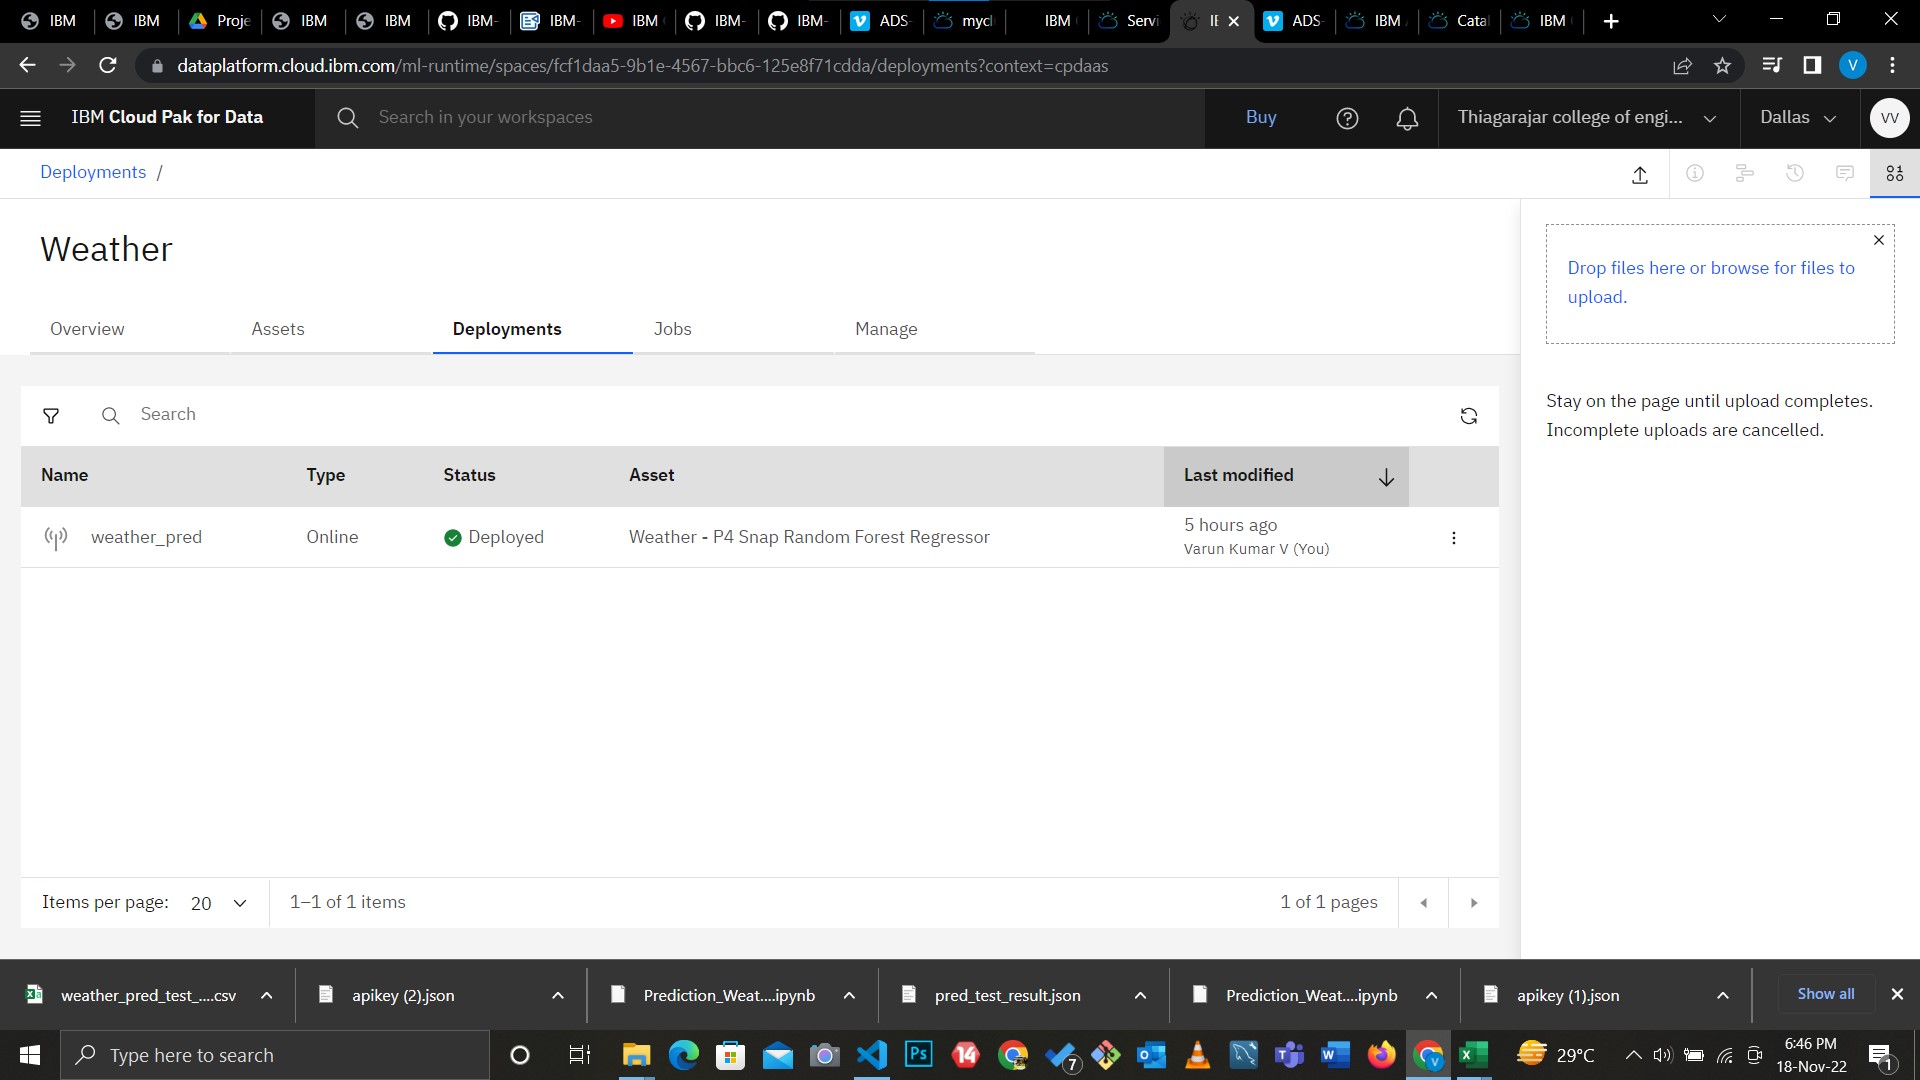 IBM IBM Proje IBM IBM IBM- IBM- IBM IBM- IBM- ADS- mycl IBM Servi IE ADS- IBM Catal IBM
dataplatform.cloud.ibm.com/ml-runtime/spaces/fcf1daa5-9b1e-4567-bbc6-125e8f71cdda/deployments?context=cpdaas
V
IBM Cloud Pak for Data
Search in your workspaces
Buy
Thiagarajar college of engi...
Dallas
VV
Deployments /
Weather
Overview
Assets
Deployments
Jobs
Manage
Drop files here or browse for files to
upload.
Stay on the page until upload completes.
Incomplete uploads are cancelled.
Search
Name Type Status Asset Last modified
weather_pred Online Deployed Weather - P4 Snap Random Forest Regressor 5 hours ago
Varun Kumar V (You)
Items per page: 20 1–1 of 1 items 1 of 1 pages
weather_pred_test_....csv
apikey (2).json
Prediction_Weat....ipynb
pred_test_result.json
Prediction_Weat....ipynb
apikey (1).json
Show all
Type here to search
Ps
14
7
29°C
6:46 PM
18-Nov-22
1